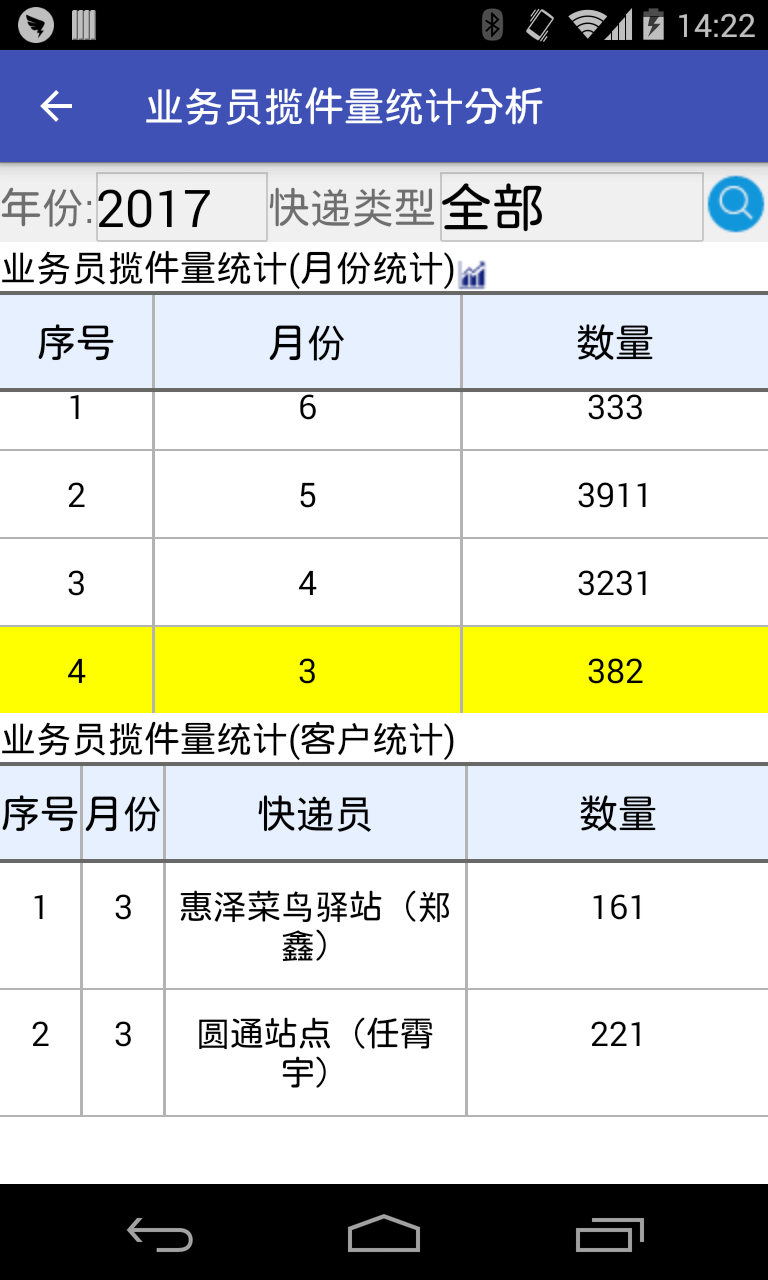 14:22
业务员揽件量统计分析
年份:2017快递类型全部
业务员揽件量统计(月份统计)
序号 月份 数量
1 6 333
2 5 3911
3 4 3231
4 3 382
业务员揽件量统计(客户统计)
序号 月份 快递员 数量
1 3 惠泽菜鸟驿站（郑 161
鑫）
2 3 圆通站点（任霄 221
宇）